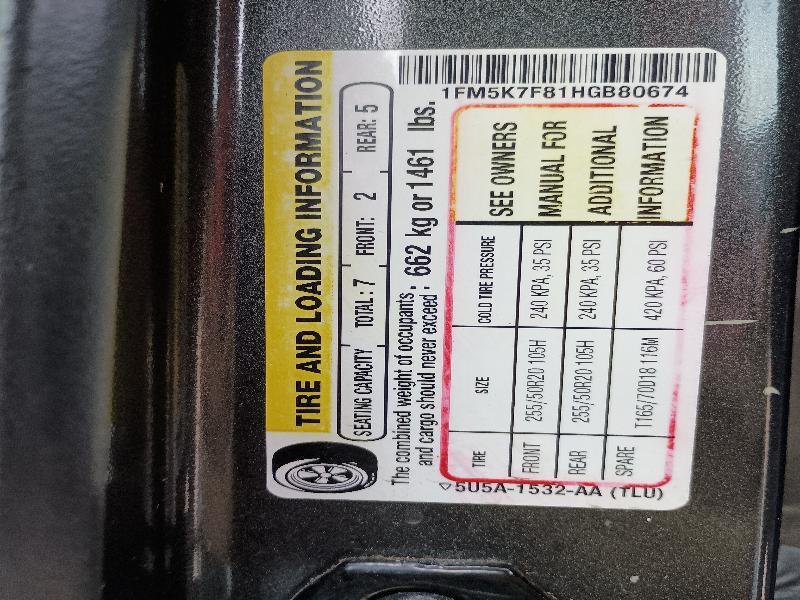 1FM5K7F81HGB80674
TIRE AND LOADING INFORMATION
SEATING CAPACITY TOTAL: 7 FRONT: 2 REAR: 5
The combined weight of occupants
and cargo should never exceed : 662 kg or 1461 lbs.
TIRE SIZE COLD TIRE PRESSURE
FRONT 255/50R20 105H 240 KPA, 35 PSI
REAR 255/50R20 105H 240 KPA, 35 PSI
SPARE T165/70D18 116M 420 KPA, 60 PSI
SEE OWNERS
MANUAL FOR
ADDITIONAL
INFORMATION
5U5A-1532-AA (TLU)